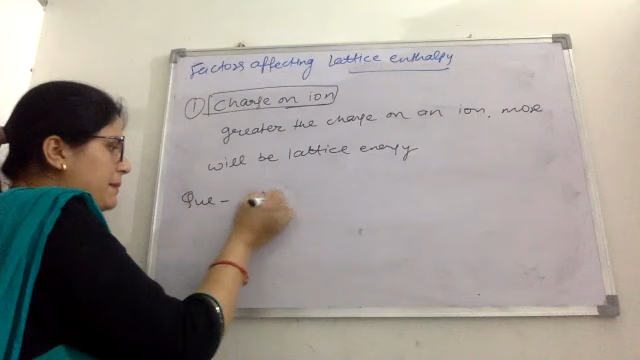 Factors affecting lattice enthalpy
① Charge on ion
greater the charge on an ion, more
will be lattice energy
Que -